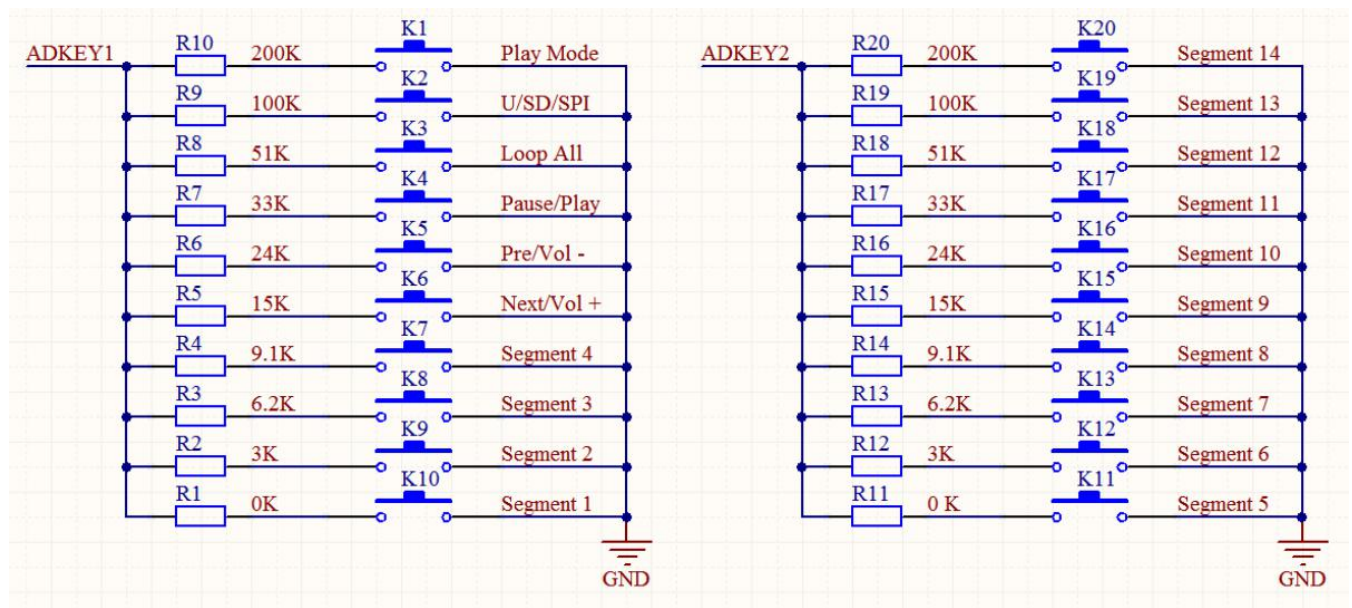 K1
ADKEY1 R10 200K Play Mode
K2
R9 100K U/SD/SPI
K3
R8 51K Loop All
K4
R7 33K Pause/Play
K5
R6 24K Pre/Vol -
K6
R5 15K Next/Vol +
K7
R4 9.1K Segment 4
K8
R3 6.2K Segment 3
K9
R2 3K Segment 2
K10
R1 0K Segment 1
GND
K20
ADKEY2 R20 200K Segment 14
K19
R19 100K Segment 13
K18
R18 51K Segment 12
K17
R17 33K Segment 11
K16
R16 24K Segment 10
K15
R15 15K Segment 9
K14
R14 9.1K Segment 8
K13
R13 6.2K Segment 7
K12
R12 3K Segment 6
K11
R11 0 K Segment 5
GND